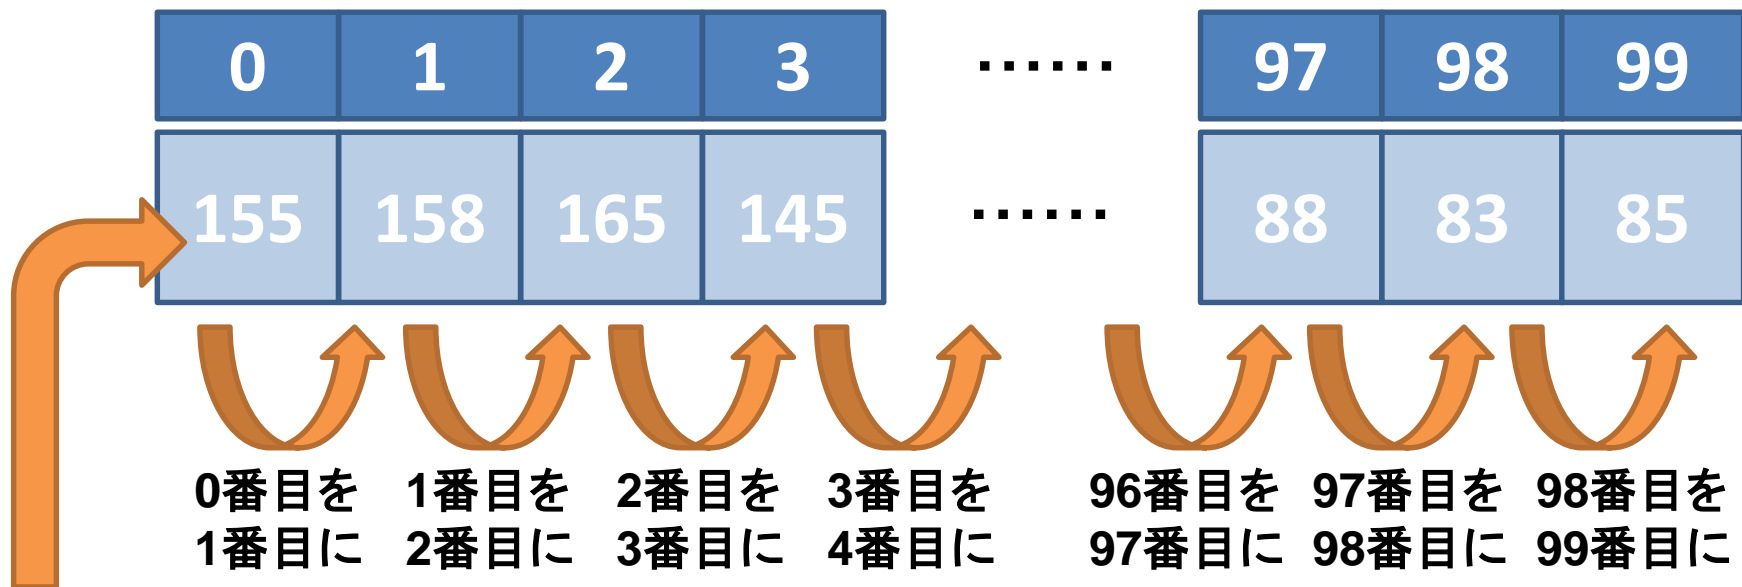 0 1 2 3 …… 97 98 99
155 158 165 145 …… 88 83 85
0番目を 1番目を 2番目を 3番目を 96番目を 97番目を 98番目を
1番目に 2番目に 3番目に 4番目に 97番目に 98番目に 99番目に